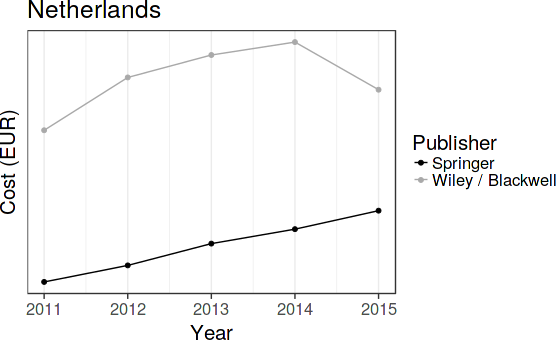 Netherlands
Cost (EUR)
2011 2012 2013 2014 2015
Year
Publisher
Springer
Wiley / Blackwell